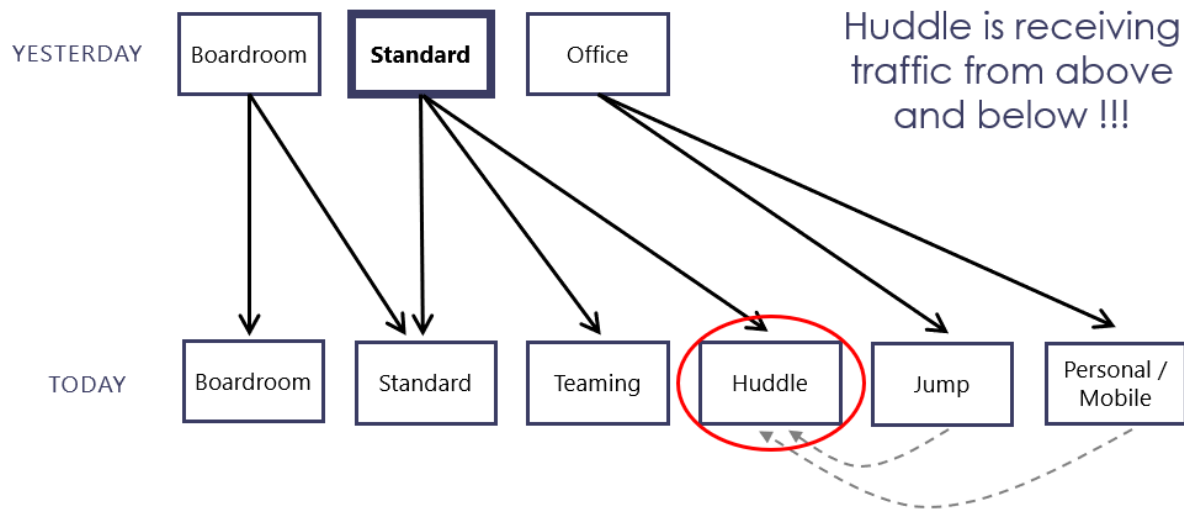 Huddle is receiving
traffic from above
and below !!!
YESTERDAY
Boardroom
Standard
Office
TODAY
Boardroom
Standard
Teaming
Huddle
Jump
Personal /
Mobile